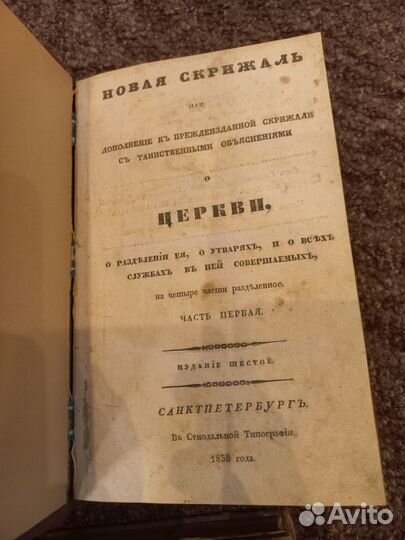 НОВАЯ СКРИЖАЛЬ
ИЛИ
ДОПОЛНЕНІЕ КЪ ПРЕЖДЕИЗДАННОЙ СКРИЖАЛИ
СЪ ТАИНСТВЕННЫМИ ОБЪЯСНЕНІЯМИ
О
ЦЕРКВИ,
О РАЗДѢЛЕНІИ ЕЯ, О УТВАРЯХЪ, И О ВСѢХЪ
СЛУЖБАХЪ ВЪ НЕЙ СОВЕРШАЕМЫХЪ,
на четыре части раздѣленное.
ЧАСТЬ ПЕРВАЯ.
ИЗДАНІЕ ШЕСТОЕ.
САНКТПЕТЕРБУРГЪ.
Въ Сѵнодальной Типографіи.
1838 года.
Avito